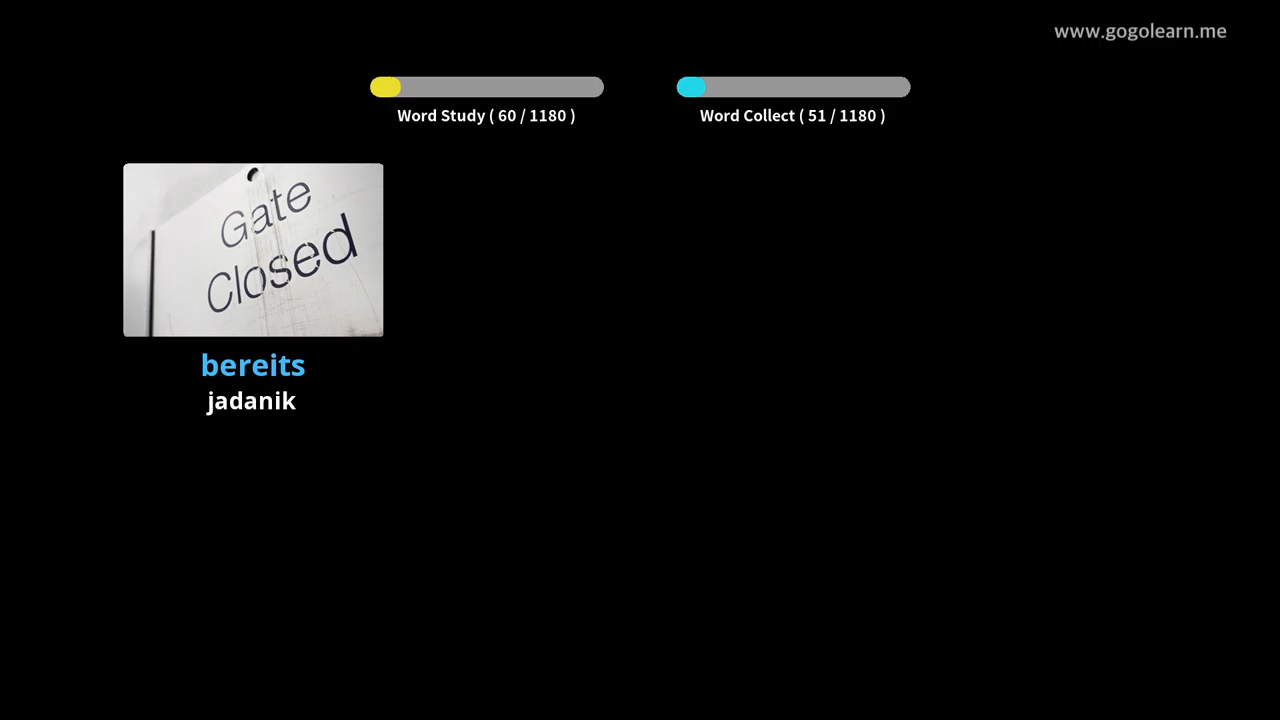 www.gogolearn.me
Word Study ( 60 / 1180 )
Word Collect ( 51 / 1180 )
Gate
Closed
bereits
jadanik